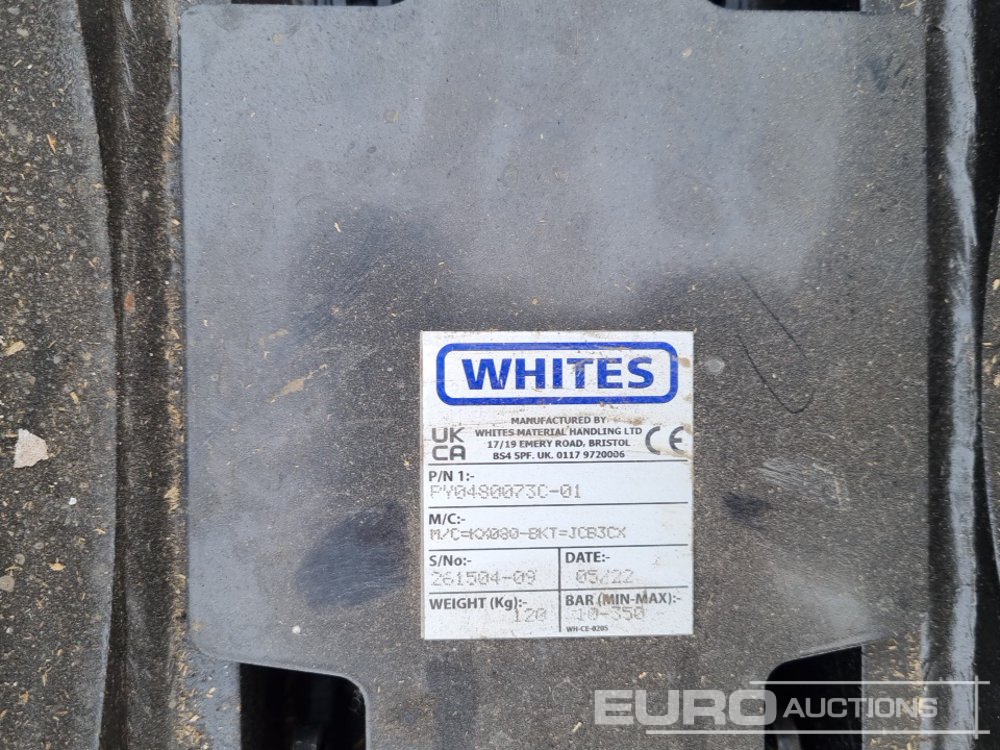 WHITES
MANUFACTURED BY
WHITES MATERIAL HANDLING LTD
17/19 EMERY ROAD, BRISTOL
BS4 5PF. UK. 0117 9720006
UK
CA
CE
P/N 1:-
PY0480073C-01
M/C:-
M/C=KX080-BKT=JCB3CX
S/No:-
261504-09
DATE:-
05/22
WEIGHT (Kg):-
120
BAR (MIN-MAX):-
10-350
WH-CE-0205
EURO AUCTIONS